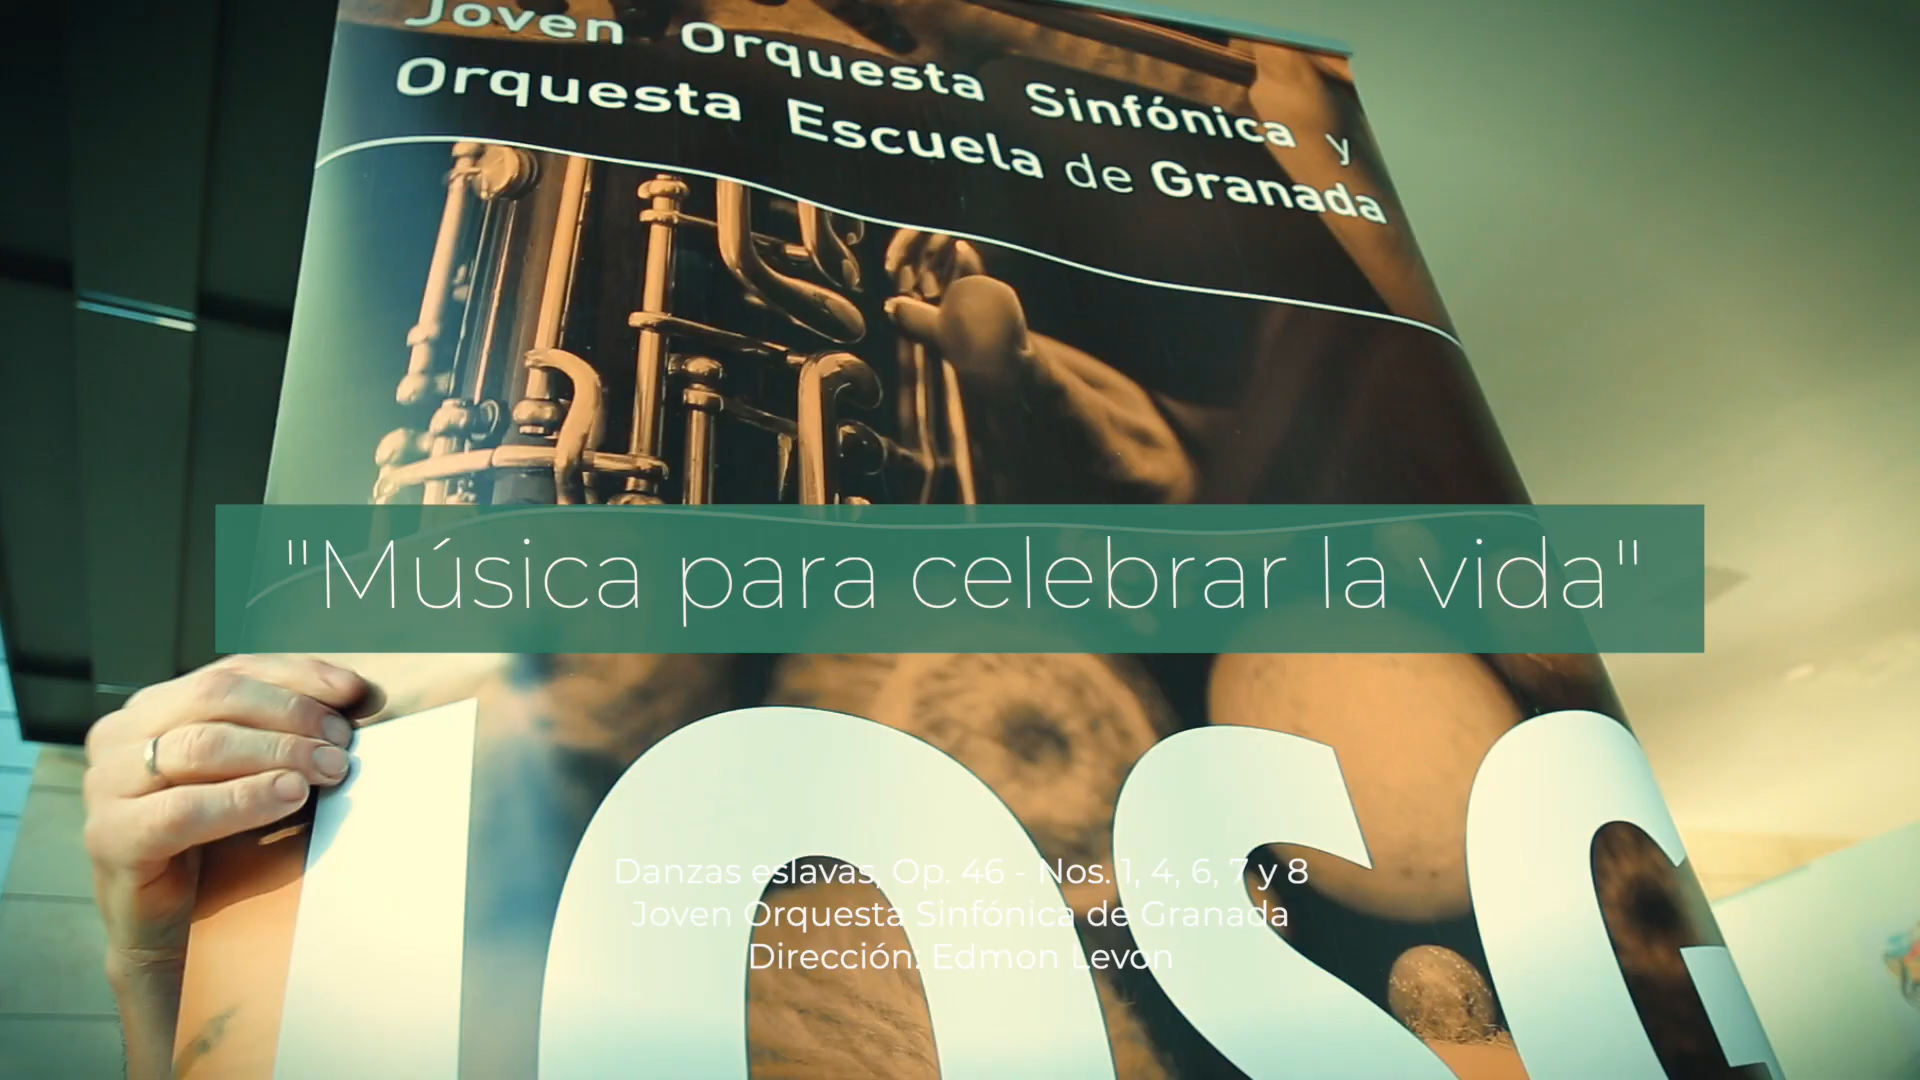 Joven Orquesta Sinfónica y
Orquesta Escuela de Granada
"Música para celebrar la vida"
JOSG
Danzas eslavas, Op. 46 - Nos. 1, 4, 6, 7 y 8
Joven Orquesta Sinfónica de Granada
Dirección: Edmon Levon